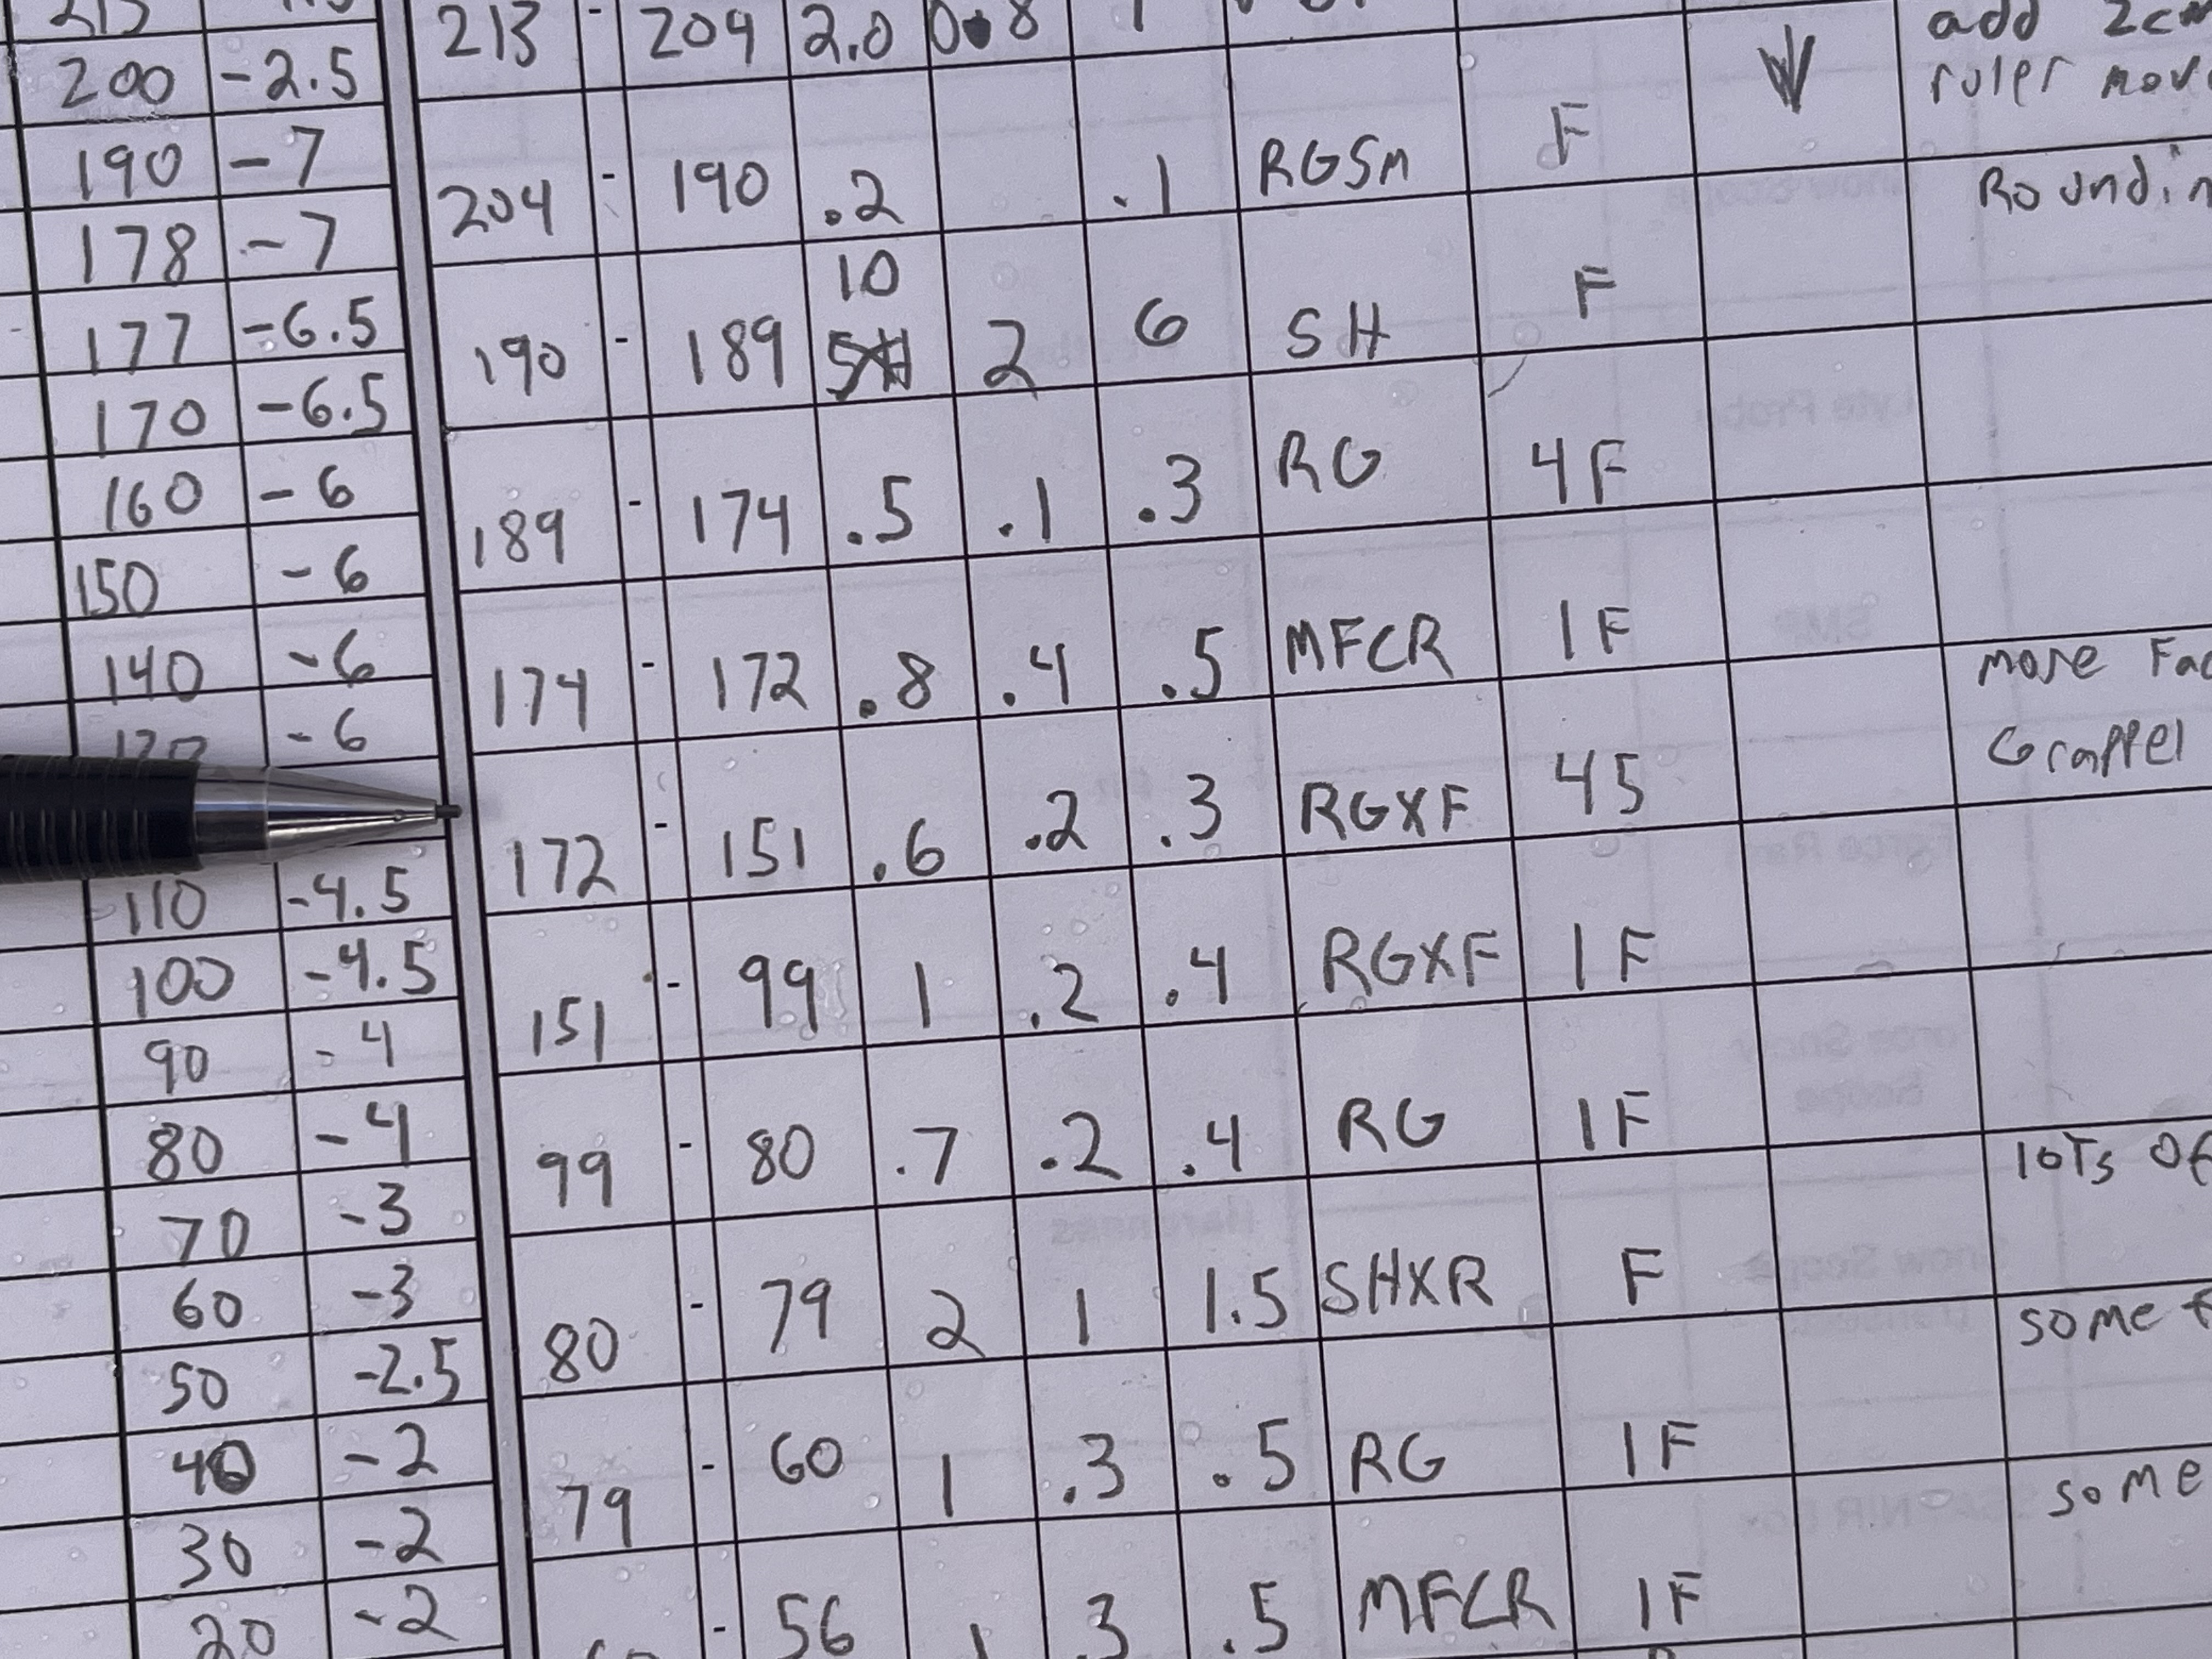 200 -2.5
190 -7
178 -7
177 -6.5
170 -6.5
160 -6
150 -6
140 -6
-6
110 -4.5
100 -4.5
90 -4
80 -4
70 -3
60 -3
50 -2.5
40 -2
30 -2
20 -2
213 - 204 2.0 0.8 1 add 2cm
ruler
204 - 190 .2 .1 RGSM F
190 - 189 10 2 6 SH F
189 - 174 .5 .1 .3 RG 4F
174 - 172 .8 .4 .5 MFCR 1F more
172 - 151 .6 .2 .3 RGXF 4F Graupel
151 - 99 1 .2 .4 RGXF 1F
99 - 80 .7 .2 .4 RG 1F lots of
80 - 79 2 1 1.5 SHXR F some
79 - 60 1 .3 .5 RG 1F some
- 56 1 3 .5 MFCR 1F